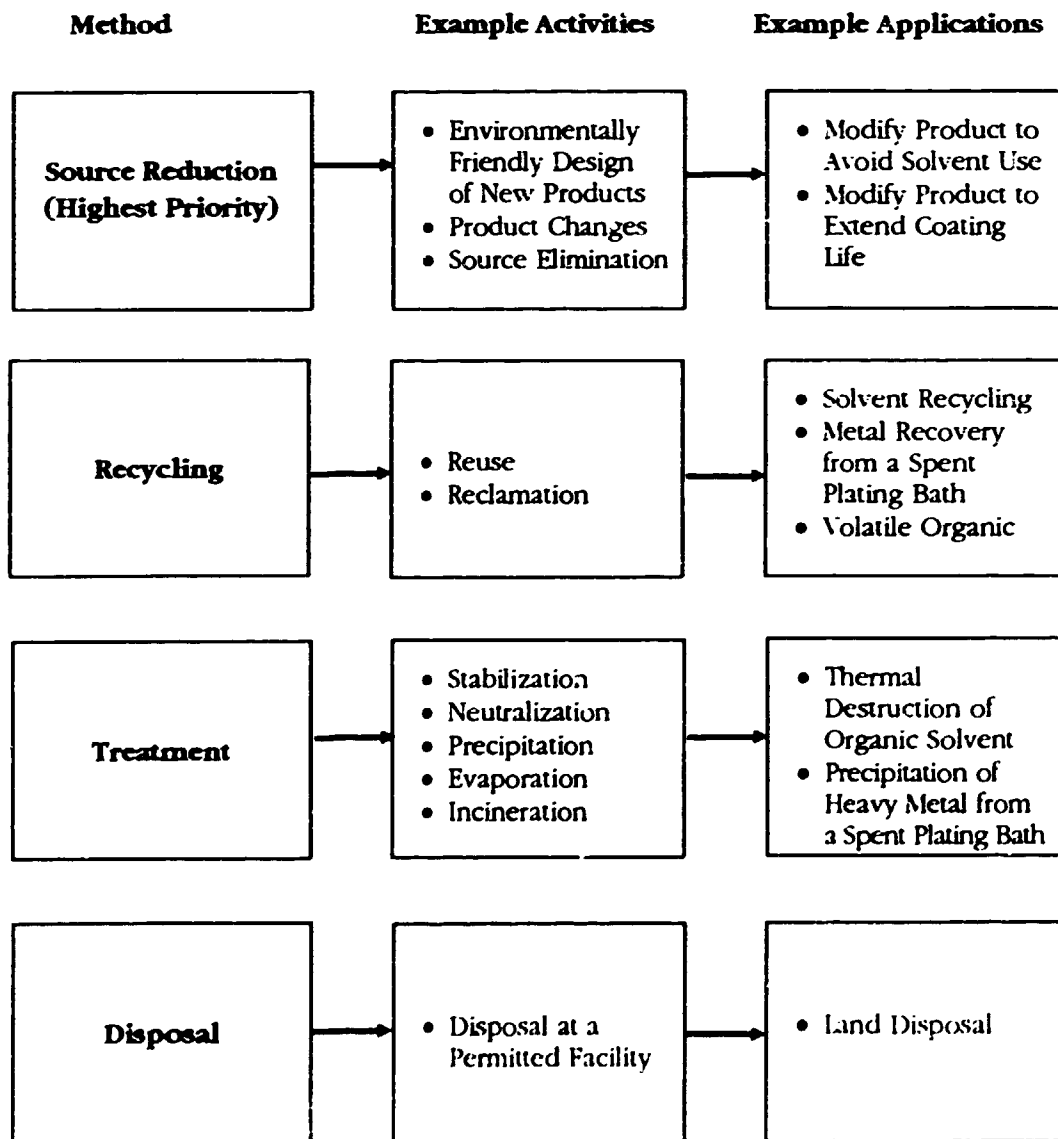 Method Example Activities Example Applications
Source Reduction
(Highest Priority)
• Environmentally
Friendly Design
of New Products
• Product Changes
• Source Elimination
• Modify Product to
Avoid Solvent Use
• Modify Product to
Extend Coating
Life
Recycling
• Reuse
• Reclamation
• Solvent Recycling
• Metal Recovery
from a Spent
Plating Bath
• Volatile Organic
Treatment
• Stabilization
• Neutralization
• Precipitation
• Evaporation
• Incineration
• Thermal
Destruction of
Organic Solvent
• Precipitation of
Heavy Metal from
a Spent Plating Bath
Disposal
• Disposal at a
Permitted Facility
• Land Disposal